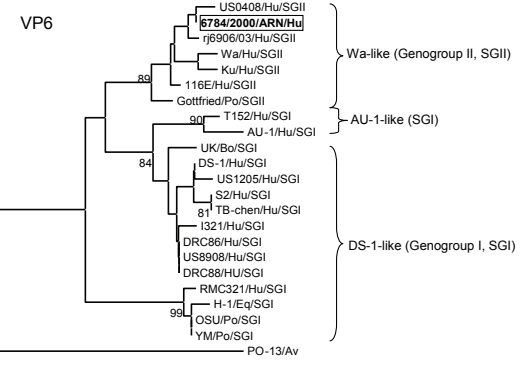 VP6
US0408/Hu/SGII
6784/2000/ARN/Hu
rj6906/03/Hu/SGII
Wa/Hu/SGII
Ku/Hu/SGII
116E/Hu/SGII
Gottfried/Po/SGII
89
Wa-like (Genogroup II, SGII)
T152/Hu/SGI
90
AU-1/Hu/SGI
AU-1-like (SGI)
84
UK/Bo/SGI
DS-1/Hu/SGI
US1205/Hu/SGI
S2/Hu/SGI
81
TB-chen/Hu/SGI
I321/Hu/SGI
DRC86/Hu/SGI
US8908/Hu/SGI
DRC88/HU/SGI
DS-1-like (Genogroup I, SGI)
RMC321/Hu/SGI
H-1/Eq/SGI
99
OSU/Po/SGI
YM/Po/SGI
PO-13/Av